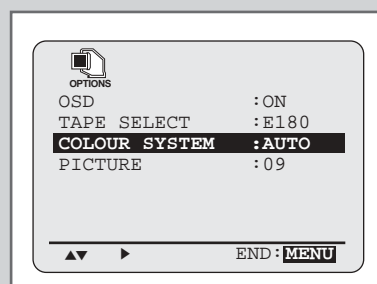 OPTIONS
OSD :ON
TAPE SELECT :E180
COLOUR SYSTEM :AUTO
PICTURE :09
▲▼ ▶ END:MENU